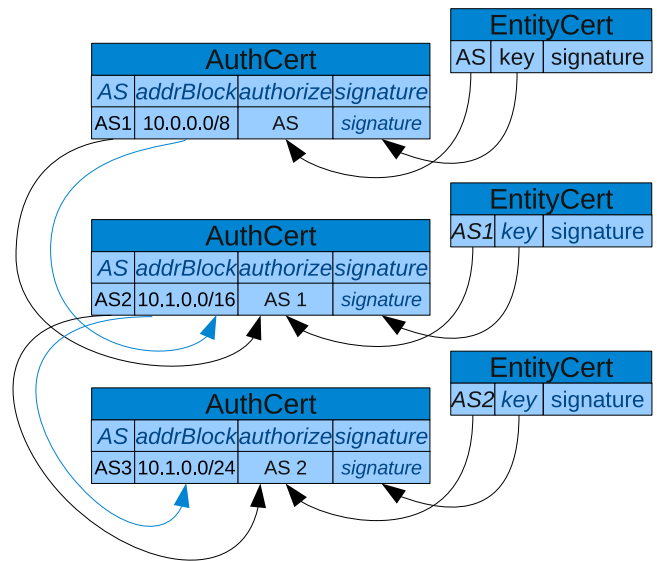 EntityCert
AS key signature
AuthCert
AS addrBlock authorize signature
AS1 10.0.0.0/8 AS signature
EntityCert
AS1 key signature
AuthCert
AS addrBlock authorize signature
AS2 10.1.0.0/16 AS 1 signature
EntityCert
AS2 key signature
AuthCert
AS addrBlock authorize signature
AS3 10.1.0.0/24 AS 2 signature